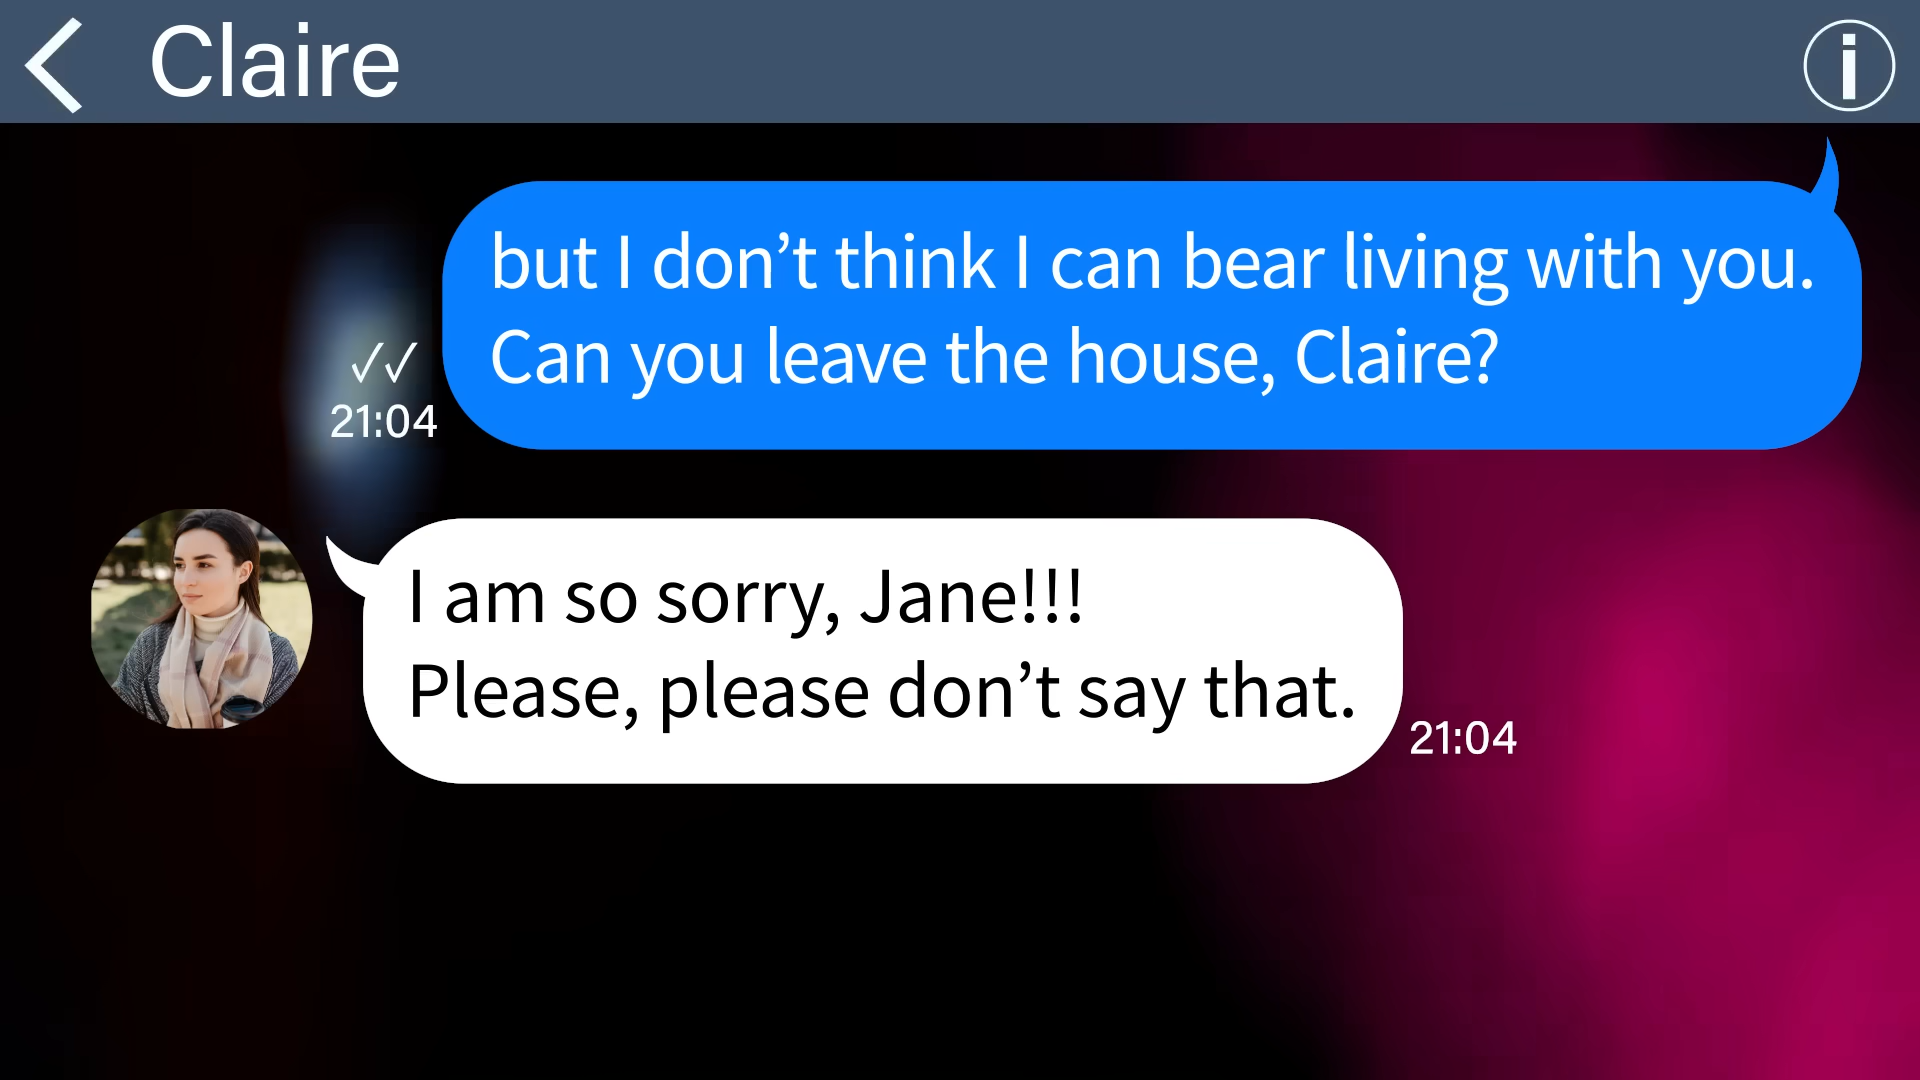 Claire
i
but I don’t think I can bear living with you.
Can you leave the house, Claire?
✓✓
21:04
I am so sorry, Jane!!!
Please, please don’t say that.
21:04